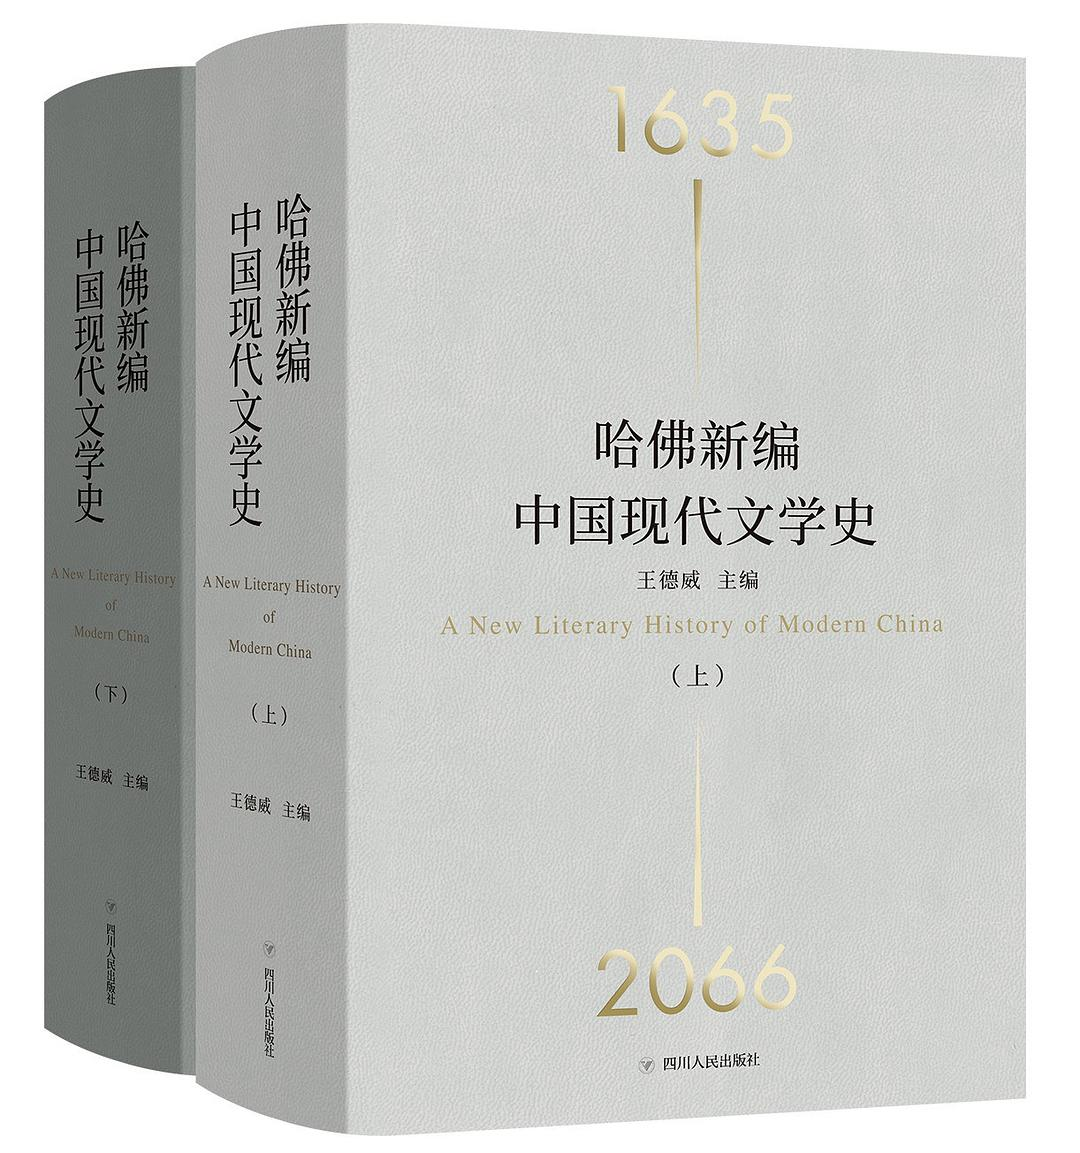 哈佛新编
中国现代文学史
A New Literary History
of
Modern China
（下）
王德威 主编
四川人民出版社
哈佛新编
中国现代文学史
A New Literary History
of
Modern China
（上）
王德威 主编
四川人民出版社
1635
哈佛新编
中国现代文学史
王德威 主编
A New Literary History of Modern China
（上）
2066
四川人民出版社